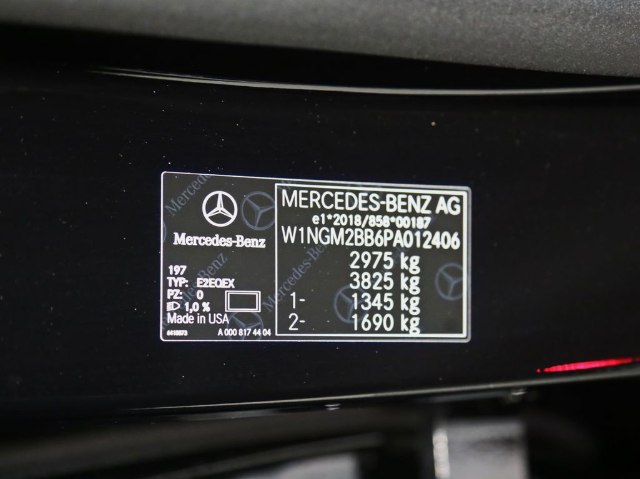 MERCEDES-BENZ AG
e1*2018/858*00187
W1NGM2BB6PA012406
2975 kg
3825 kg
1- 1345 kg
2- 1690 kg
Mercedes-Benz
197
TYP: E2EQEX
PZ: 0
1,0 %
Made in USA
A 000 817 44 04